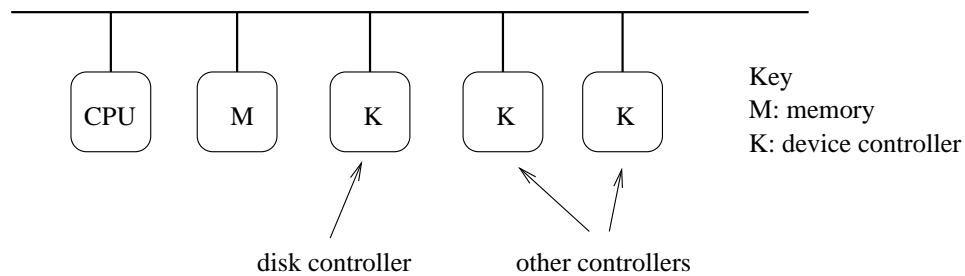 CPU M K K K
Key
M: memory
K: device controller
disk controller other controllers